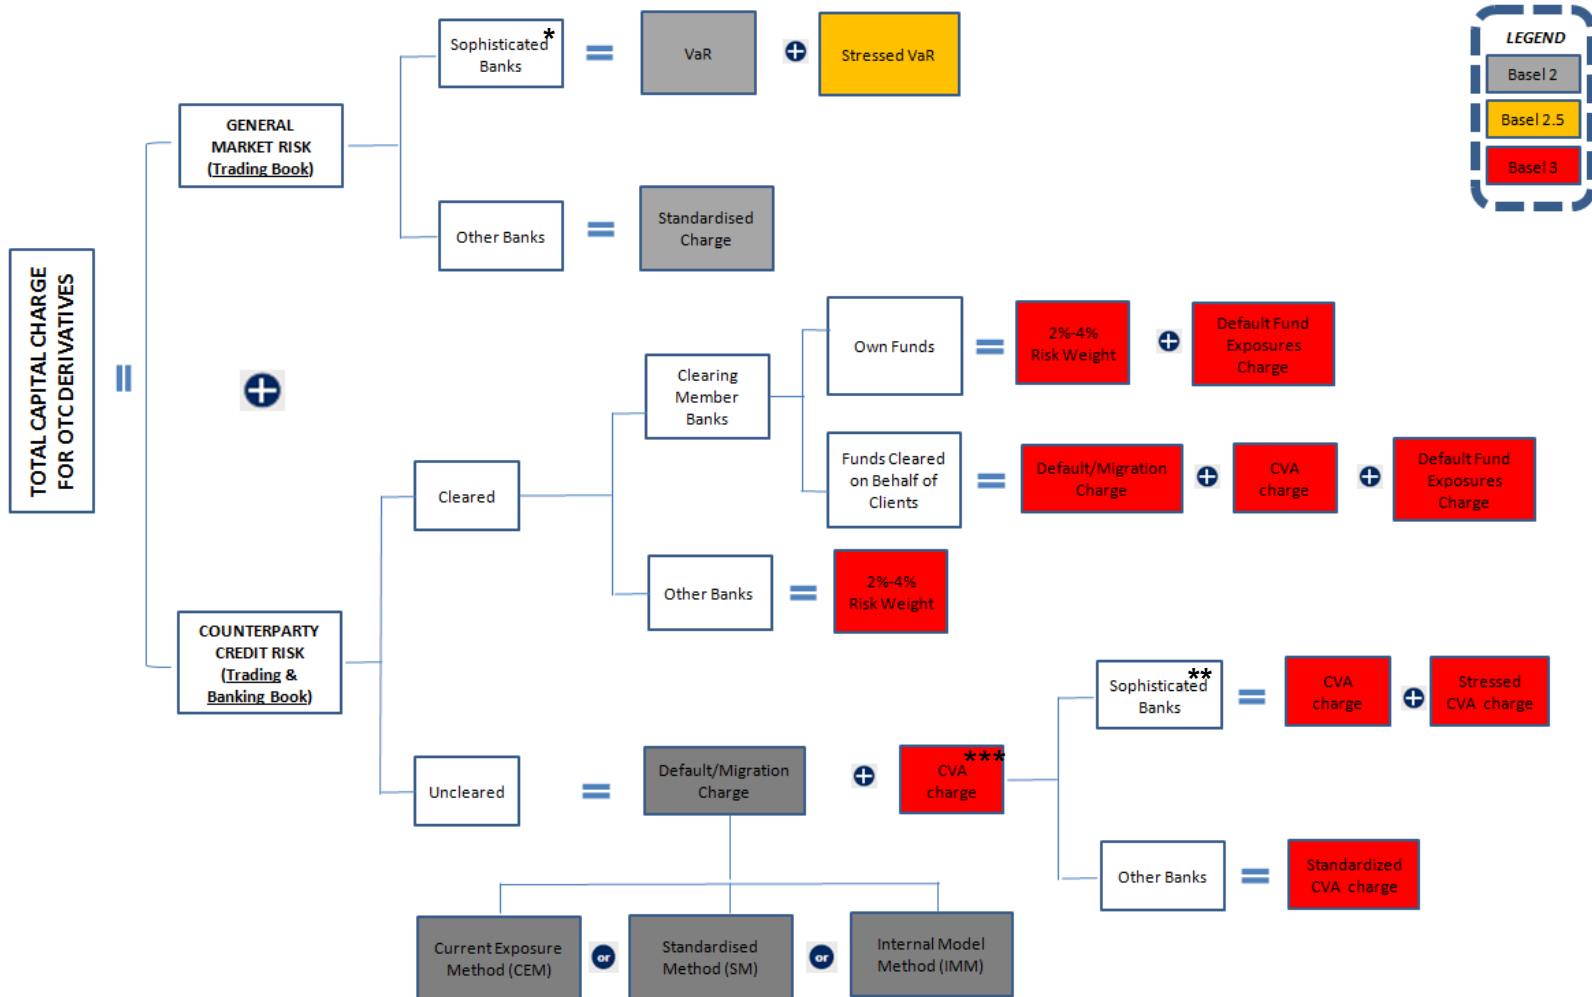 LEGEND
Basel 2
Basel 2.5
Basel 3
TOTAL CAPITAL CHARGE
FOR OTC DERIVATIVES
=
+
GENERAL
MARKET RISK
(Trading Book)
Sophisticated*
Banks
=
VaR
+
Stressed VaR
Other Banks
=
Standardised
Charge
COUNTERPARTY
CREDIT RISK
(Trading &
Banking Book)
Cleared
Clearing
Member
Banks
Own Funds
=
2%-4%
Risk Weight
+
Default Fund
Exposures
Charge
Funds Cleared
on Behalf of
Clients
=
Default/Migration
Charge
+
CVA
charge
+
Default Fund
Exposures
Charge
Other Banks
=
2%-4%
Risk Weight
Uncleared
=
Default/Migration
Charge
+
CVA***
charge
Sophisticated**
Banks
=
CVA
charge
+
Stressed
CVA charge
Other Banks
=
Standardized
CVA charge
Current Exposure
Method (CEM)
or
Standardised
Method (SM)
or
Internal Model
Method (IMM)